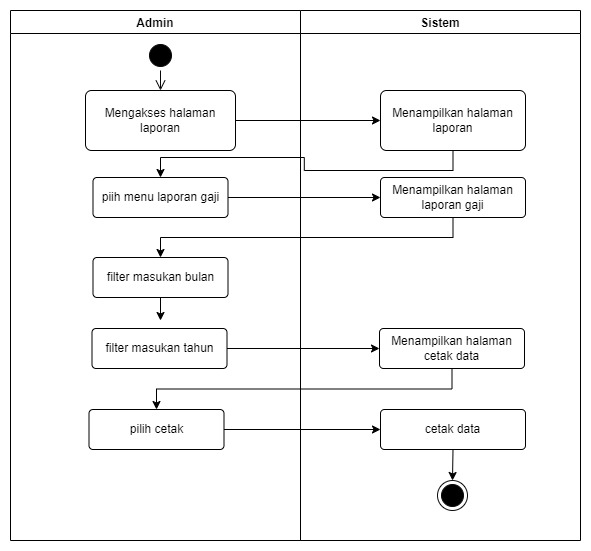 Admin
Sistem
Mengakses halaman
laporan
Menampilkan halaman
laporan
piih menu laporan gaji
Menampilkan halaman
laporan gaji
filter masukan bulan
filter masukan tahun
Menampilkan halaman
cetak data
pilih cetak
cetak data